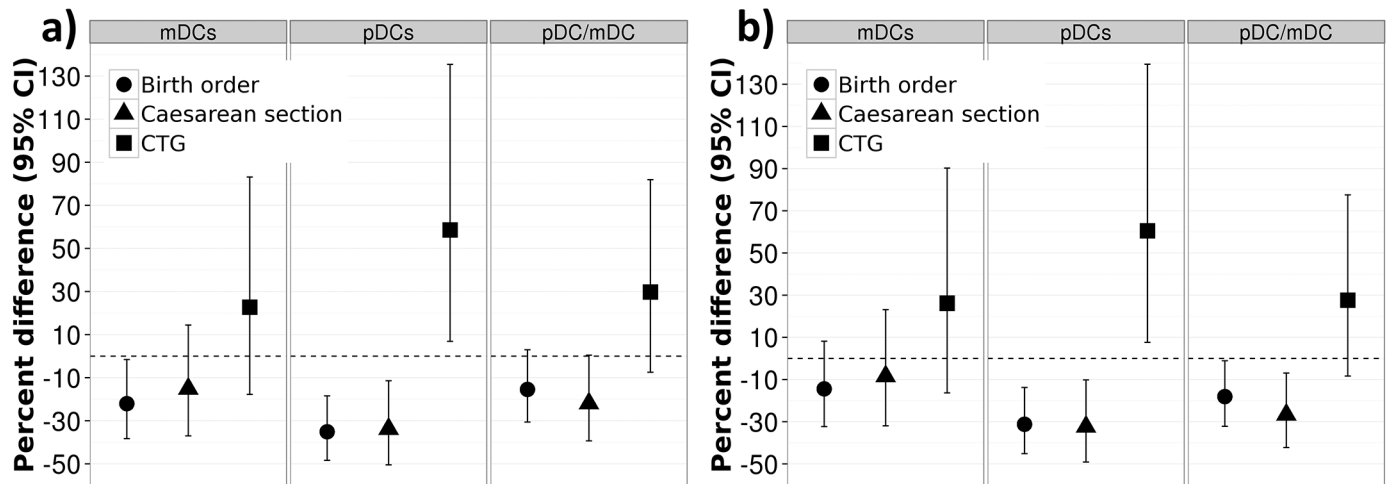 a)
mDCs pDCs pDC/mDC
Percent difference (95% CI)
130
110
90
70
50
30
10
-10
-30
-50
Birth order
Caesarean section
CTG
b)
mDCs pDCs pDC/mDC
Percent difference (95% CI)
130
110
90
70
50
30
10
-10
-30
-50
Birth order
Caesarean section
CTG